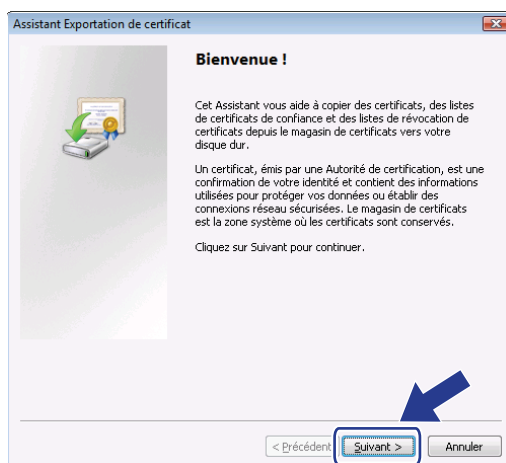 Assistant Exportation de certificat
Bienvenue !
Cet Assistant vous aide à copier des certificats, des listes
de certificats de confiance et des listes de révocation de
certificats depuis le magasin de certificats vers votre
disque dur.
Un certificat, émis par une Autorité de certification, est une
confirmation de votre identité et contient des informations
utilisées pour protéger vos données ou établir des
connexions réseau sécurisées. Le magasin de certificats
est la zone système où les certificats sont conservés.
Cliquez sur Suivant pour continuer.
< Précédent Suivant > Annuler